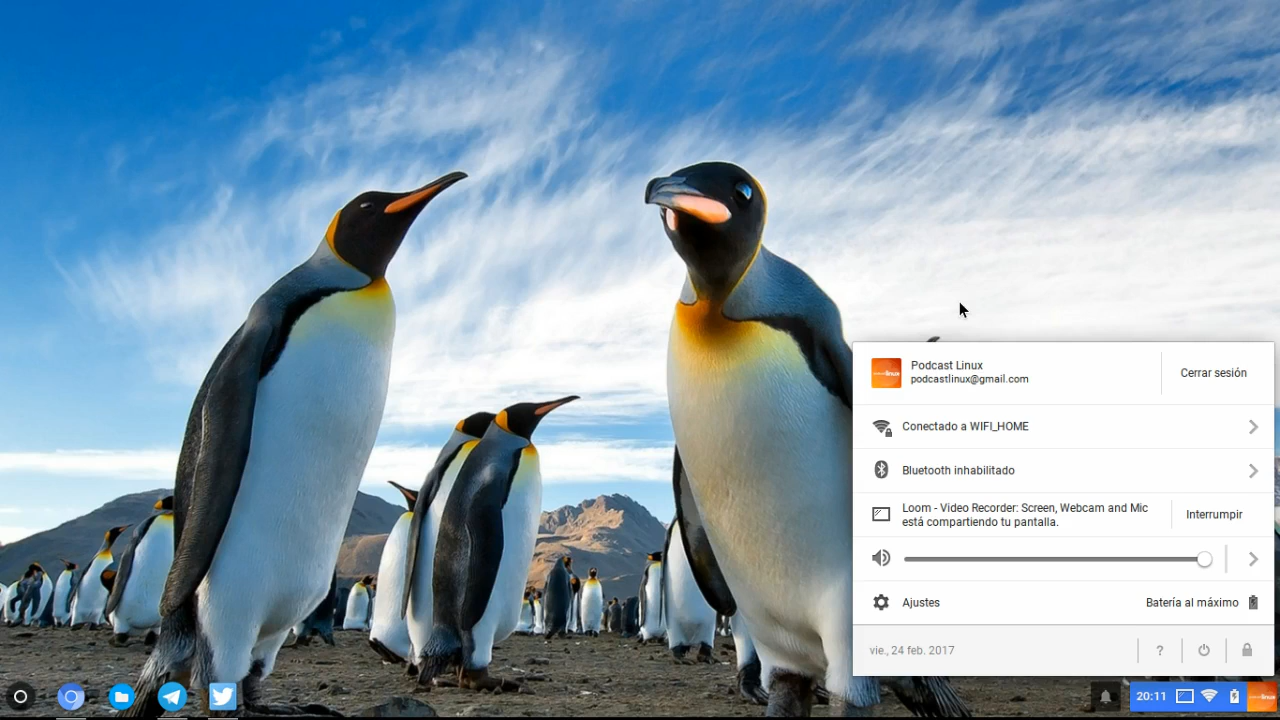 Podcast Linux
podcastlinux@gmail.com
Cerrar sesión
Conectado a WIFI_HOME
Bluetooth inhabilitado
Loom - Video Recorder: Screen, Webcam and Mic
está compartiendo tu pantalla.
Interrumpir
Ajustes
Batería al máximo
vie., 24 feb. 2017
?
20:11